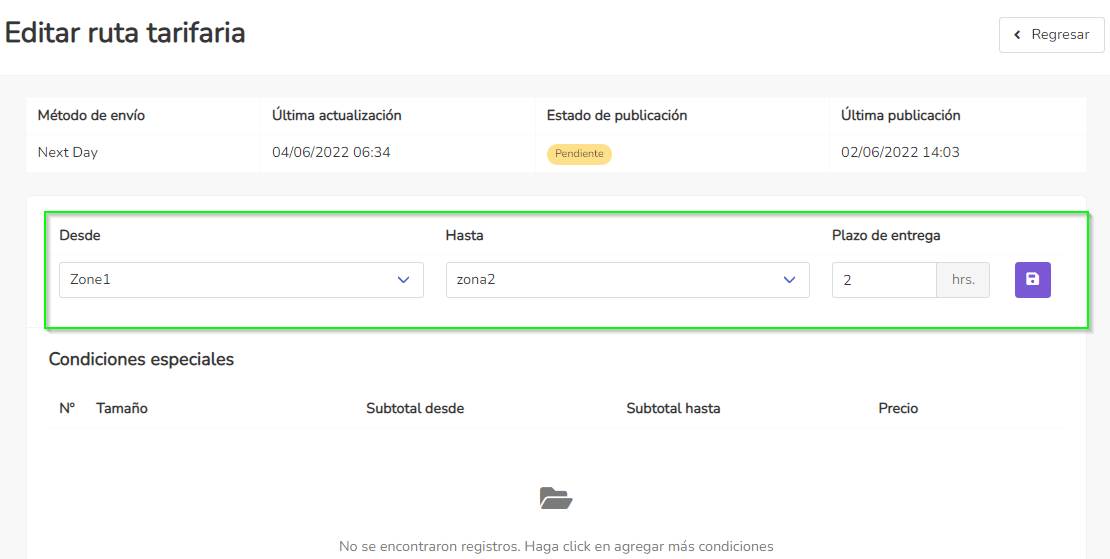 Editar ruta tarifaria
Regresar
Método de envío Última actualización Estado de publicación Última publicación
Next Day 04/06/2022 06:34 Pendiente 02/06/2022 14:03
Desde Hasta Plazo de entrega
Zone1 zona2 2 hrs.
Condiciones especiales
N° Tamaño Subtotal desde Subtotal hasta Precio
No se encontraron registros. Haga click en agregar más condiciones